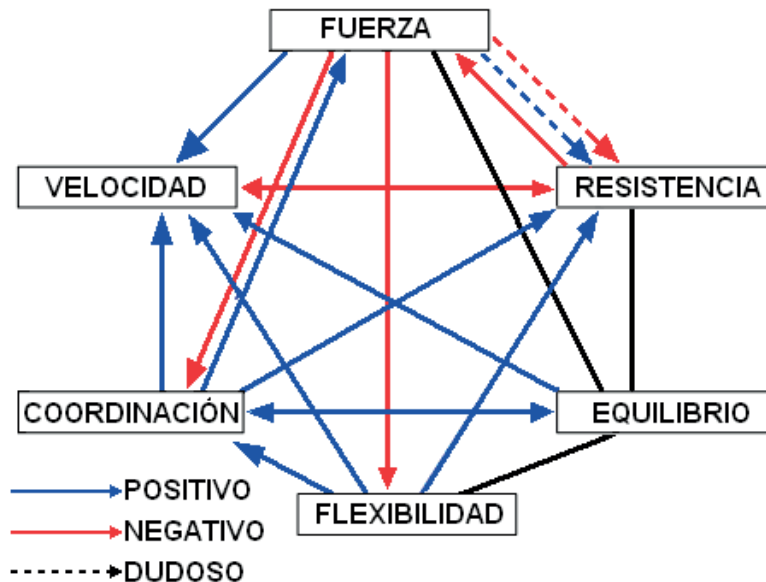 FUERZA
VELOCIDAD
RESISTENCIA
COORDINACIÓN
EQUILIBRIO
FLEXIBILIDAD
POSITIVO
NEGATIVO
DUDOSO